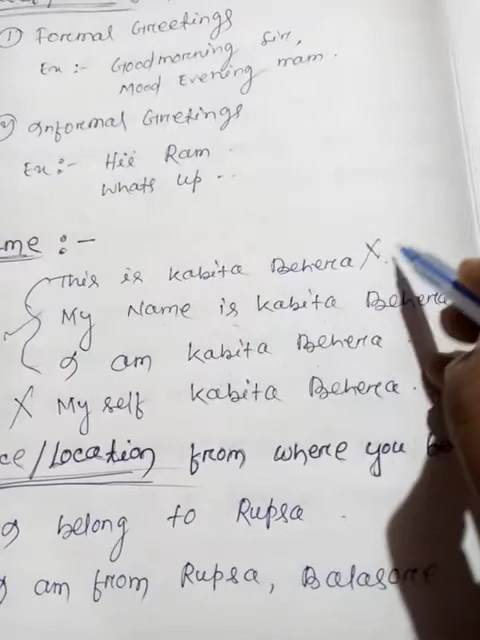 ① Formal Greetings
Ex :- Goodmorning Sir,
Mood Evening mam.
② Informal Greetings
Ex :- Hii Ram
Whats up ..
me :-
This is Kabita Behera X.
My Name is Kabita Behera
I am Kabita Behera
X My self Kabita Behera.
ce/Location from where you
I belong to Rupsa.
I am from Rupsa, Balasore